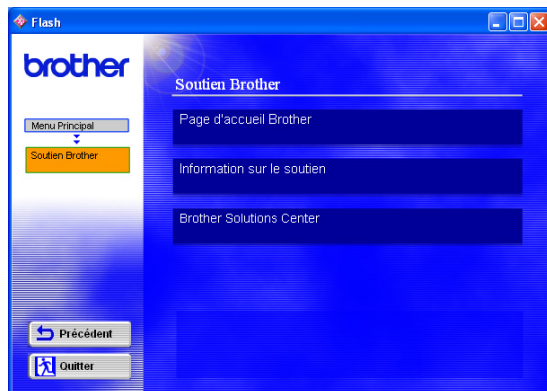 Flash
brother
Menu Principal
Soutien Brother
Soutien Brother
Page d'accueil Brother
Information sur le soutien
Brother Solutions Center
Précédent
Quitter